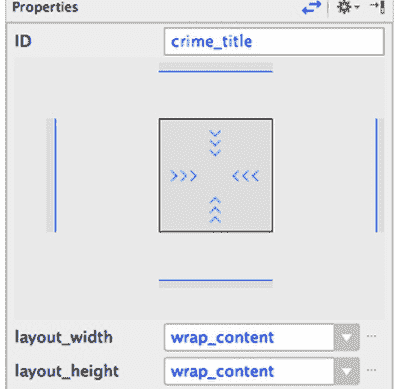 Properties
ID crime_title
layout_width wrap_content
layout_height wrap_content